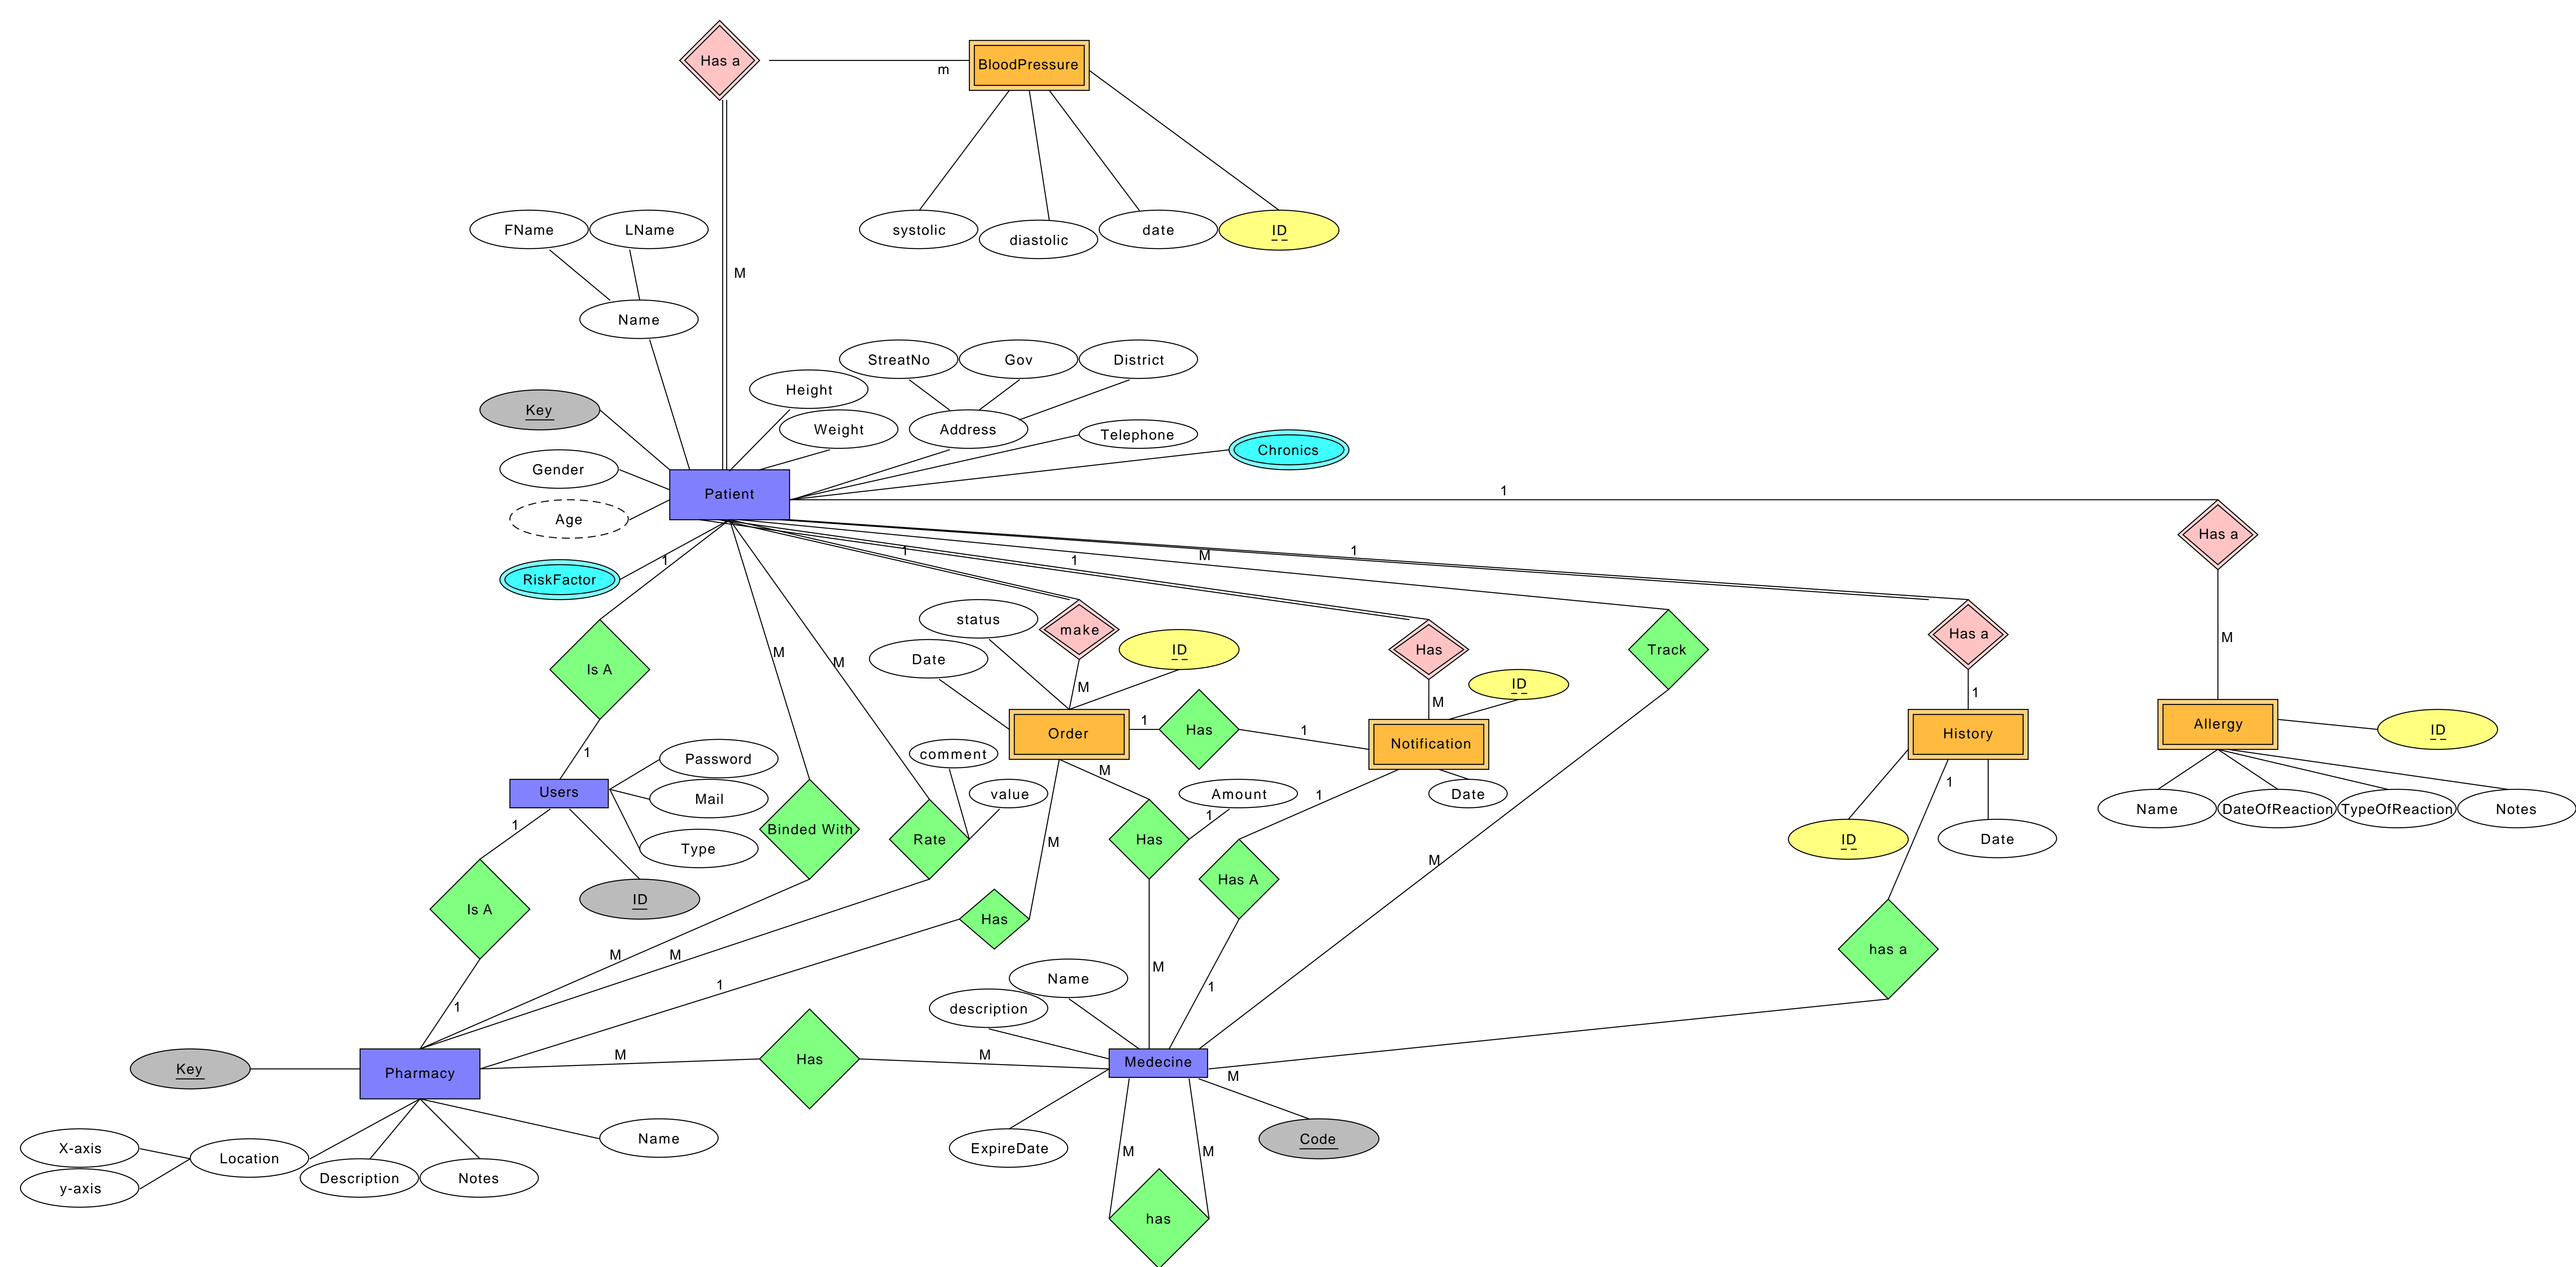 Has a
BloodPressure
m
systolic
diastolic
date
ID
M
FName
LName
Name
StreatNo
Gov
District
Height
Key
Weight
Address
Telephone
Chronics
Gender
Patient
Age
1
Has a
RiskFactor
1
1
1
M
1
status
make
ID
Has
Track
Has a
Date
Is A
M
M
M
M
ID
1
M
Order
1
Has
1
Notification
History
Allergy
ID
1
Password
comment
M
Users
Mail
value
Amount
1
Date
1
Name
DateOfReaction
TypeOfReaction
Notes
1
Binded With
Rate
Has
1
ID
Date
Type
M
M
Is A
ID
Has
Has A
has a
M
M
M
1
1
1
Name
description
Key
Pharmacy
M
Has
M
Medecine
M
X-axis
Location
Name
ExpireDate
Code
y-axis
Description
Notes
M
M
has